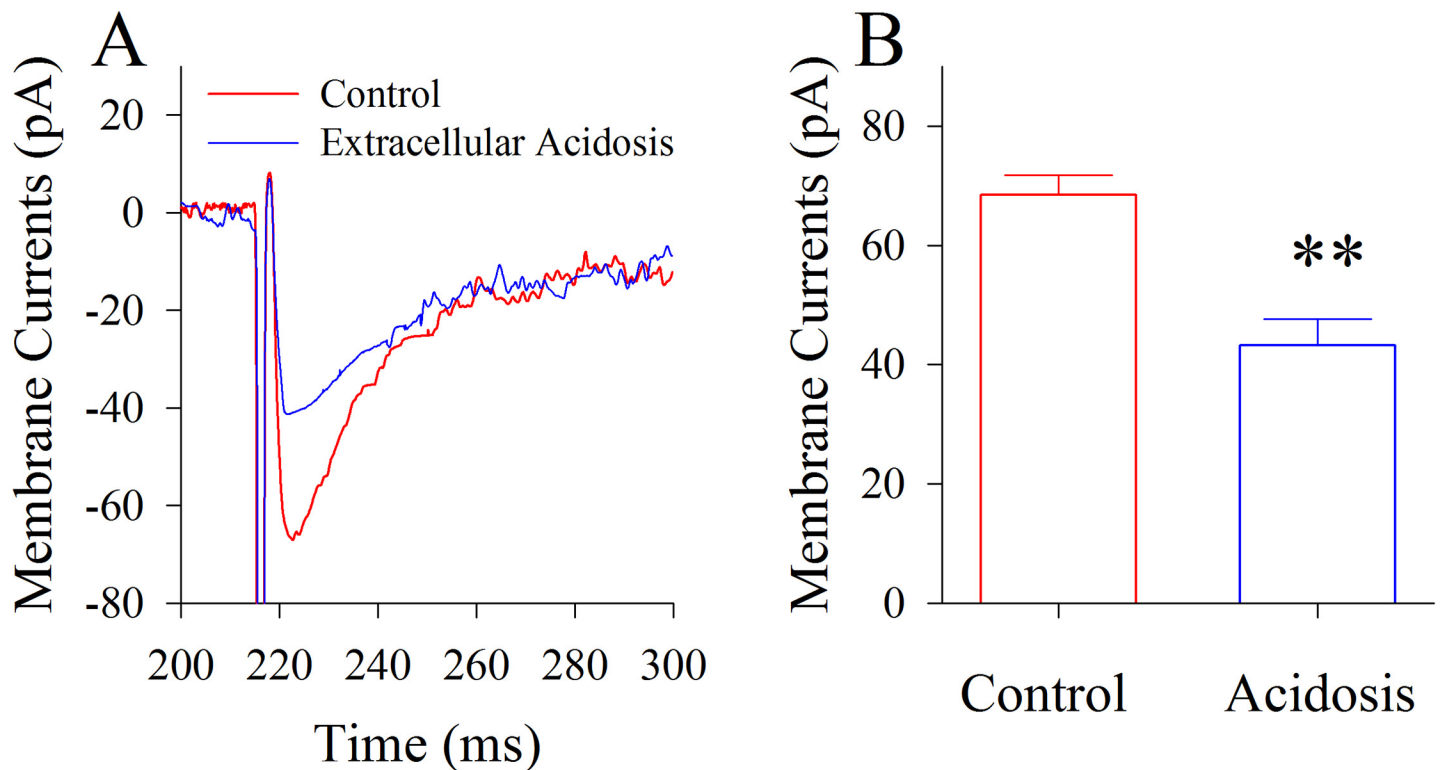 A
Membrane Currents (pA)
20
0
-20
-40
-60
-80
Control
Extracellular Acidosis
200 220 240 260 280 300
Time (ms)
B
Membrane Currents (pA)
80
60
40
20
0
**
Control Acidosis